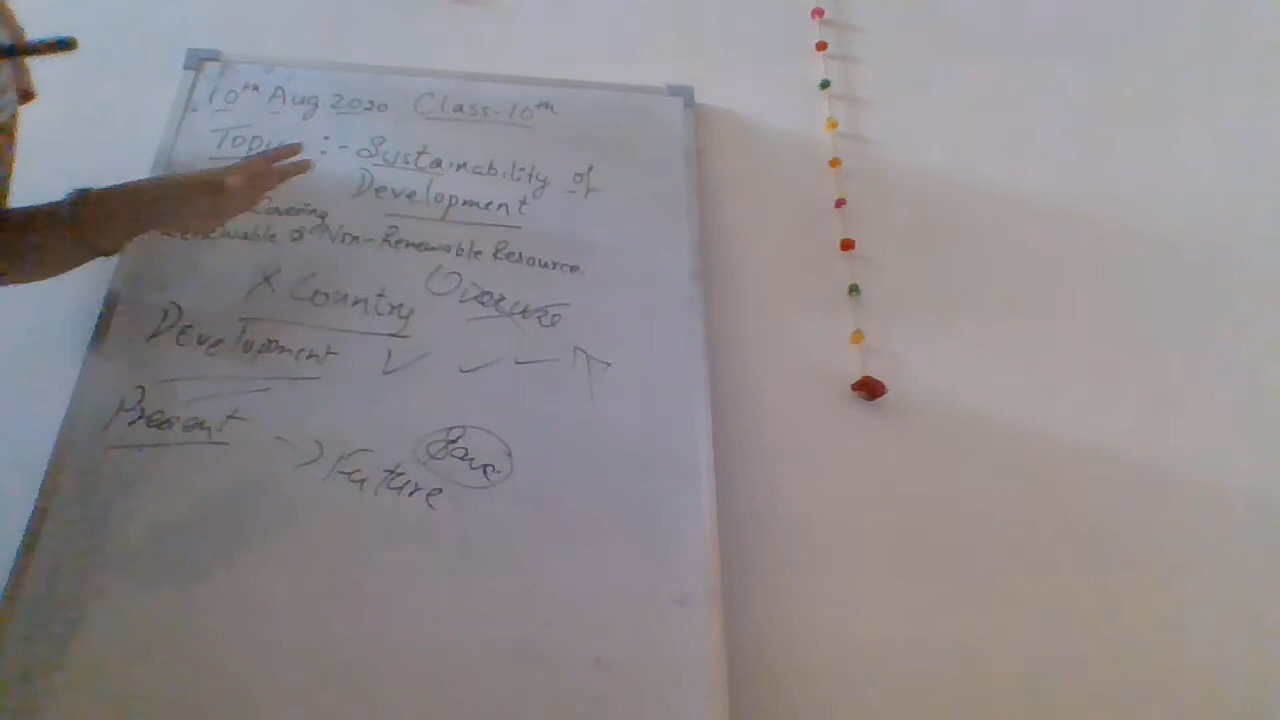 10th Aug 2020 Class-10th
Topic :- Sustainability of
Development
Covering
Renewable & Non-Renewable Resource
X Country Overuse
Development ✓ ✓ – ↑
Present → Future Save